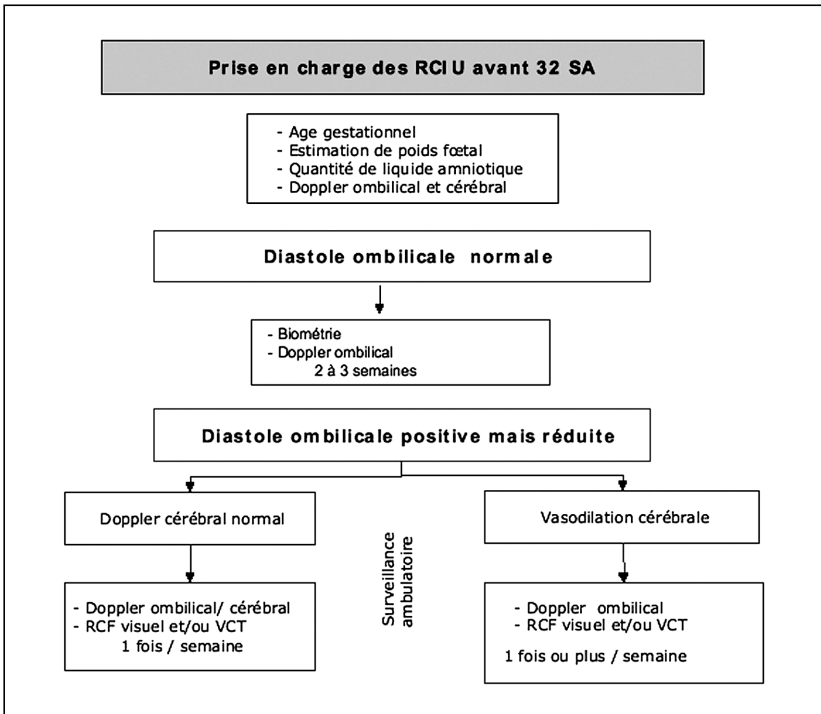 Prise en charge des RCIU avant 32 SA
- Age gestationnel
- Estimation de poids fœtal
- Quantité de liquide amniotique
- Doppler ombilical et cérébral
Diastole ombilicale normale
- Biométrie
- Doppler ombilical
2 à 3 semaines
Diastole ombilicale positive mais réduite
Doppler cérébral normal
Vasodilation cérébrale
Surveillance
ambulatoire
- Doppler ombilical/ cérébral
- RCF visuel et/ou VCT
1 fois / semaine
- Doppler ombilical
- RCF visuel et/ou VCT
1 fois ou plus / semaine